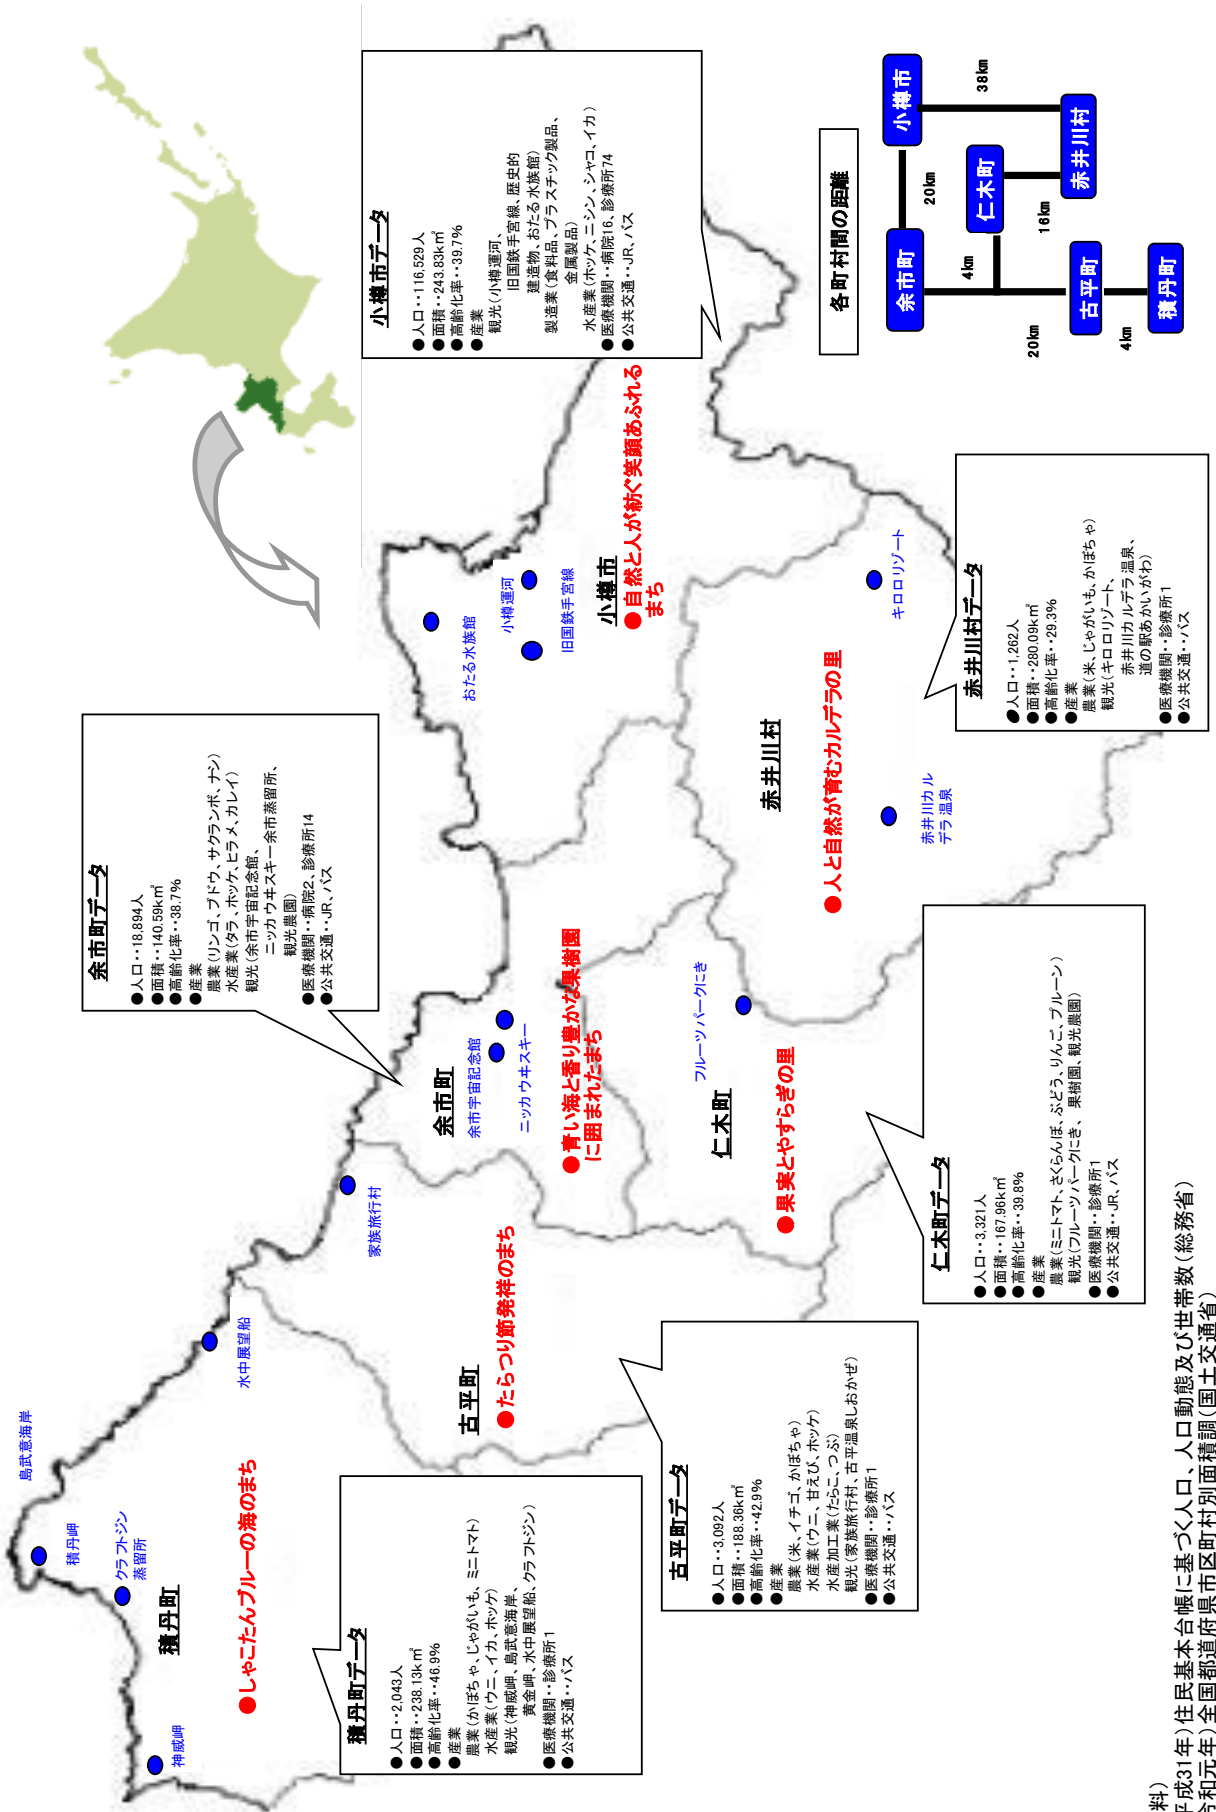 島武意海岸
積丹岬
クラフトジン
蒸留所
神威岬
積丹町
●しゃこたんブルーの海のまち
水中展望船
積丹町データ
●人口‥2,043人
●面積‥238.13k㎡
●高齢化率‥46.9%
●産業
農業(かぼちゃ、じゃがいも、ミニトマト)
水産業(ウニ、イカ、ホッケ)
観光(神威岬、島武意海岸、
黄金岬、水中展望船、クラフトジン)
●医療機関‥診療所1
●公共交通‥バス
家族旅行村
古平町
●たらつり節発祥のまち
古平町データ
●人口‥3,092人
●面積‥188.36k㎡
●高齢化率‥42.9%
●産業
農業(米、イチゴ、かぼちゃ)
水産業(ウニ、甘えび、ホッケ)
水産加工業(たらこ、つぶ)
観光(家族旅行村、古平温泉しおかぜ)
●医療機関‥診療所1
●公共交通‥バス
余市町データ
●人口‥18,894人
●面積‥140.59k㎡
●高齢化率‥38.7%
●産業
農業(リンゴ、ブドウ、サクランボ、ナシ)
水産業(タラ、ホッケ、ヒラメ、カレイ)
観光(余市宇宙記念館、
ニッカウヰスキー余市蒸留所、
観光農園)
●医療機関‥病院2、診療所14
●公共交通‥JR、バス
余市町
余市宇宙記念館
ニッカウヰスキー
●青い海と香り豊かな果樹園
に囲まれたまち
フルーツパークにき
仁木町
●果実とやすらぎの里
仁木町データ
●人口‥3,321人
●面積‥167.96k㎡
●高齢化率‥39.8%
●産業
農業(ミニトマト、さくらんぼ、ぶどう、りんご、プルーン)
観光(フルーツパークにき、果樹園、観光農園)
●医療機関‥診療所1
●公共交通‥JR、バス
おたる水族館
小樽運河
旧国鉄手宮線
小樽市
●自然と人が紡ぐ笑顔あふれる
まち
小樽市データ
●人口‥116,529人
●面積‥243.83k㎡
●高齢化率‥39.7%
●産業
観光(小樽運河、
旧国鉄手宮線、歴史的
建造物、おたる水族館)
製造業(食料品、プラスチック製品、
金属製品)
水産業(ホッケ、ニシン、シャコ、イカ)
●医療機関‥病院16、診療所74
●公共交通‥JR、バス
赤井川村
●人と自然が育むカルデラの里
キロロリゾート
赤井川カル
デラ温泉
赤井川村データ
●人口‥1,262人
●面積‥280.09k㎡
●高齢化率‥29.3%
●産業
農業(米、じゃがいも、かぼちゃ)
観光(キロロリゾート、
赤井川カルデラ温泉、
道の駅あかいがわ)
●医療機関‥診療所1
●公共交通‥バス
各町村間の距離
余市町
20km
小樽市
4km
仁木町
38km
20km
16km
古平町
赤井川村
4km
積丹町
料)
平成31年)住民基本台帳に基づく人口、人口動態及び世帯数(総務省)
令和元年)全国都道府県市区町村別面積調(国土交通省)